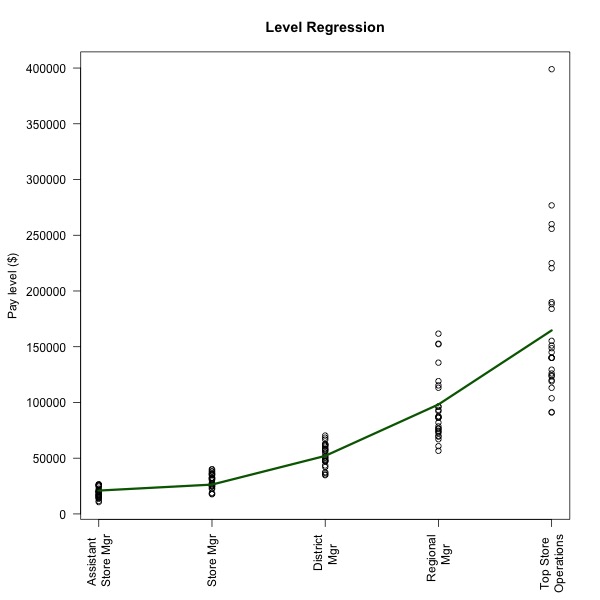 Level Regression
Pay level ($)
400000
350000
300000
250000
200000
150000
100000
50000
0
Assistant
Store Mgr
Store Mgr
District
Mgr
Regional
Mgr
Top Store
Operations